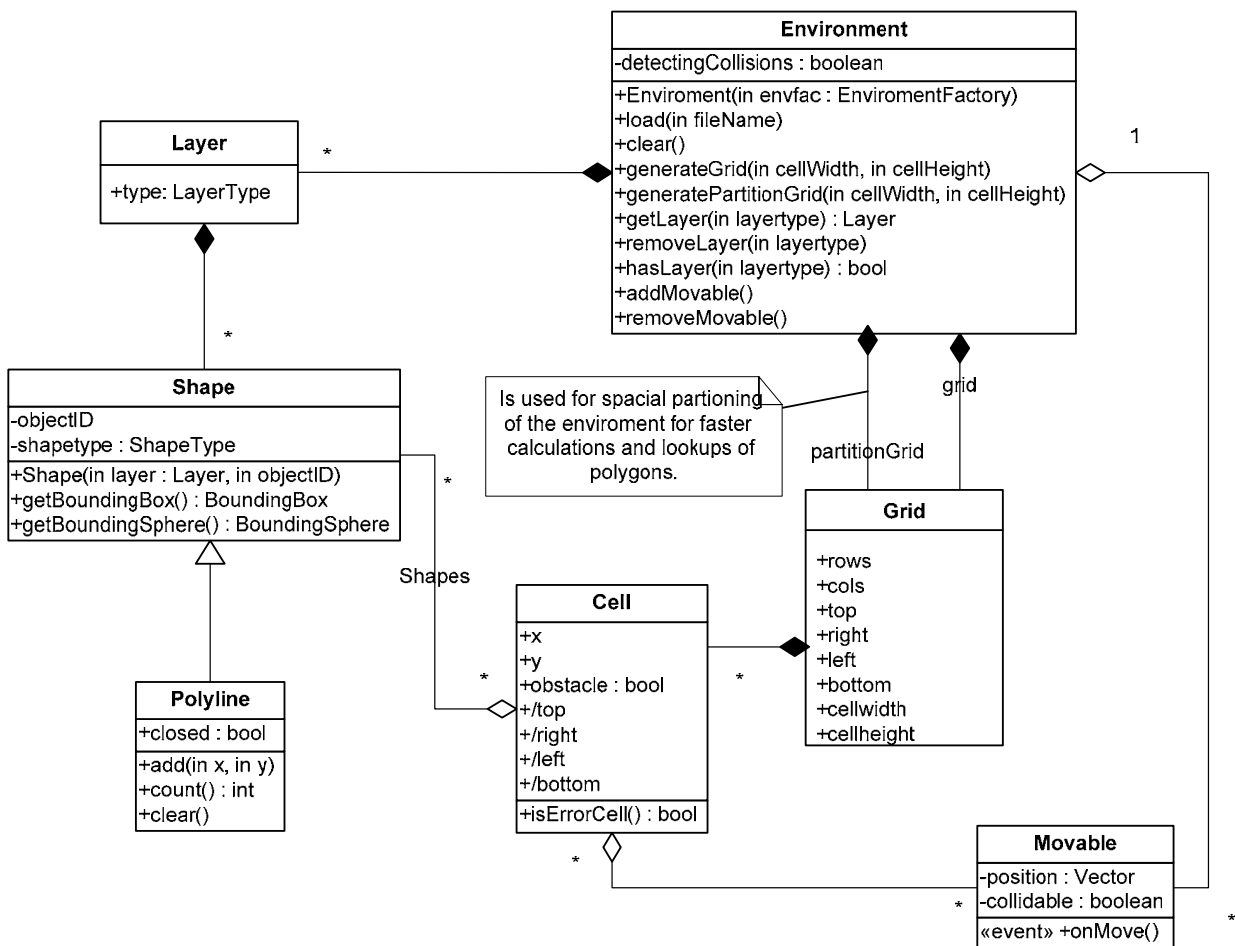 Environment
-detectingCollisions : boolean
+Enviroment(in envfac : EnviromentFactory)
+load(in fileName)
+clear()
+generateGrid(in cellWidth, in cellHeight)
+generatePartitionGrid(in cellWidth, in cellHeight)
+getLayer(in layertype) : Layer
+removeLayer(in layertype)
+hasLayer(in layertype) : bool
+addMovable()
+removeMovable()
1
Layer
+type: LayerType
*
*
Shape
-objectID
-shapetype : ShapeType
+Shape(in layer : Layer, in objectID)
+getBoundingBox() : BoundingBox
+getBoundingSphere() : BoundingSphere
*
Shapes
*
Is used for spacial partioning
of the enviroment for faster
calculations and lookups of
polygons.
partitionGrid
grid
Grid
+rows
+cols
+top
+right
+left
+bottom
+cellwidth
+cellheight
Cell
+x
+y
+obstacle : bool
+/top
+/right
+/left
+/bottom
+isErrorCell() : bool
*
*
Polyline
+closed : bool
+add(in x, in y)
+count() : int
+clear()
Movable
-position : Vector
-collidable : boolean
«event» +onMove()
*
*